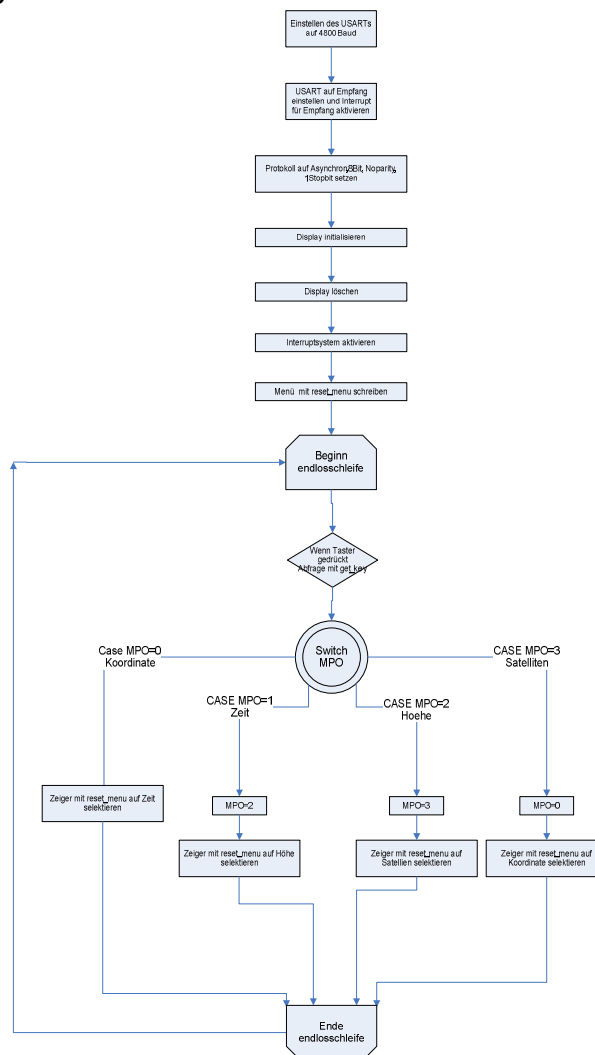 Einstellen des USARTs
auf 4800 Baud
USART auf Empfang
einstellen und Interrupt
für Empfang aktivieren
Protokoll auf Asynchron,8Bit, Noparity,
1Stopbit setzen
Display initialisieren
Display löschen
Interruptsystem aktivieren
Menü mit reset_menu schreiben
Beginn
endlosschleife
Wenn Taster
gedrückt
Abfrage mit get_key
Switch
MPO
Case MPO=0
Koordinate
CASE MPO=1
Zeit
CASE MPO=2
Hoehe
CASE MPO=3
Satelliten
Zeiger mit reset_menu auf Zeit
selektieren
MPO=2
MPO=3
MPO=0
Zeiger mit reset_menu auf Höhe
selektieren
Zeiger mit reset_menu auf
Satellien selektieren
Zeiger mit reset_menu auf
Koordinate selektieren
Ende
endlosschleife